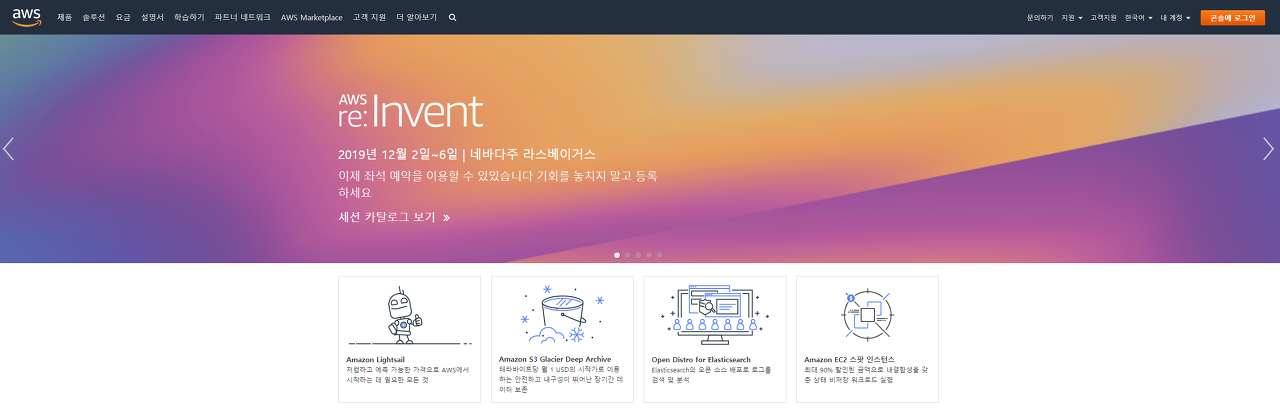 aws
제품 솔루션 요금 설명서 학습하기 파트너 네트워크 AWS Marketplace 고객 지원 더 알아보기
문의하기 지원 고객지원 한국어 내 계정 콘솔에 로그인
AWS
re:Invent
2019년 12월 2일~6일 | 네바다주 라스베이거스
이제 좌석 예약을 이용할 수 있있습니다 기회를 놓치지 말고 등록
하세요
세션 카탈로그 보기 »
Amazon Lightsail
저렴하고 예측 가능한 가격으로 AWS에서
시작하는 데 필요한 모든 것
Amazon S3 Glacier Deep Archive
테라바이트당 월 1 USD의 시작가로 이용
하는 안전하고 내구성이 뛰어난 장기간 데
이터 보존
Open Distro for Elasticsearch
Elasticsearch의 오픈 소스 배포로 로그를
검색 및 분석
Amazon EC2 스팟 인스턴스
최대 90% 할인된 금액으로 내결함성을 갖
춘 상태 비저장 워크로드 실행